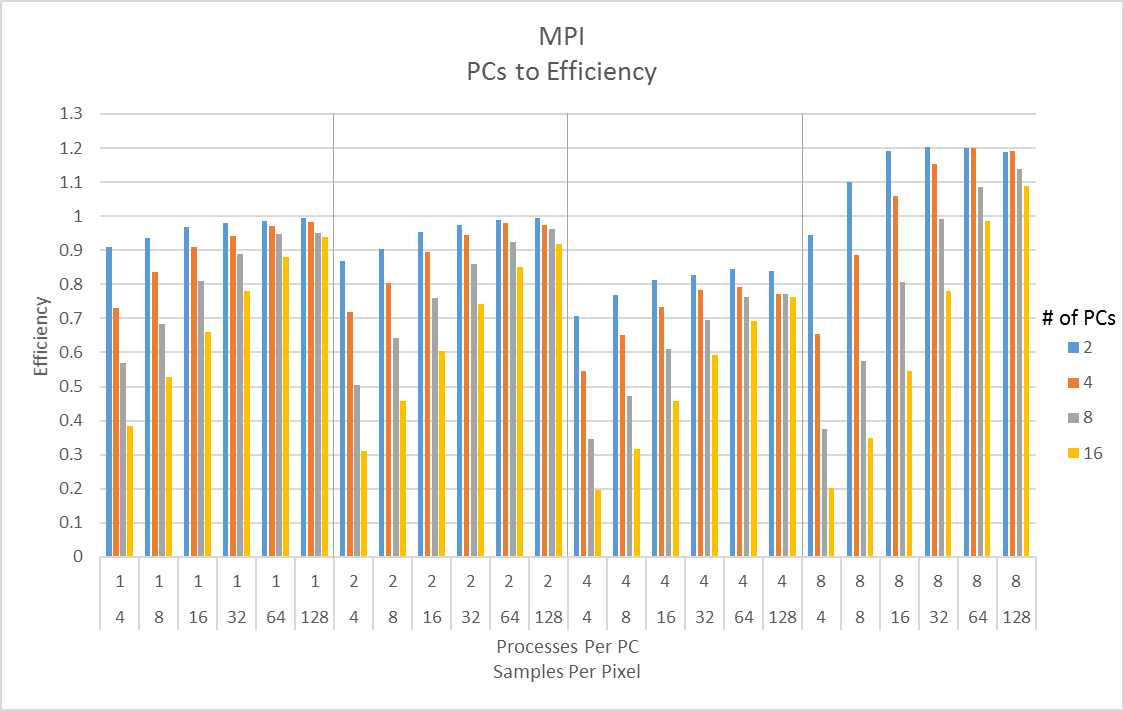 MPI
PCs to Efficiency
1.3
1.2
1.1
1
0.9
0.8
0.7
0.6
0.5
0.4
0.3
0.2
0.1
0
Efficiency
1 1 1 1 1 1 2 2 2 2 2 2 4 4 4 4 4 4 8 8 8 8 8 8
4 8 16 32 64 128 4 8 16 32 64 128 4 8 16 32 64 128 4 8 16 32 64 128
Processes Per PC
Samples Per Pixel
# of PCs
2
4
8
16